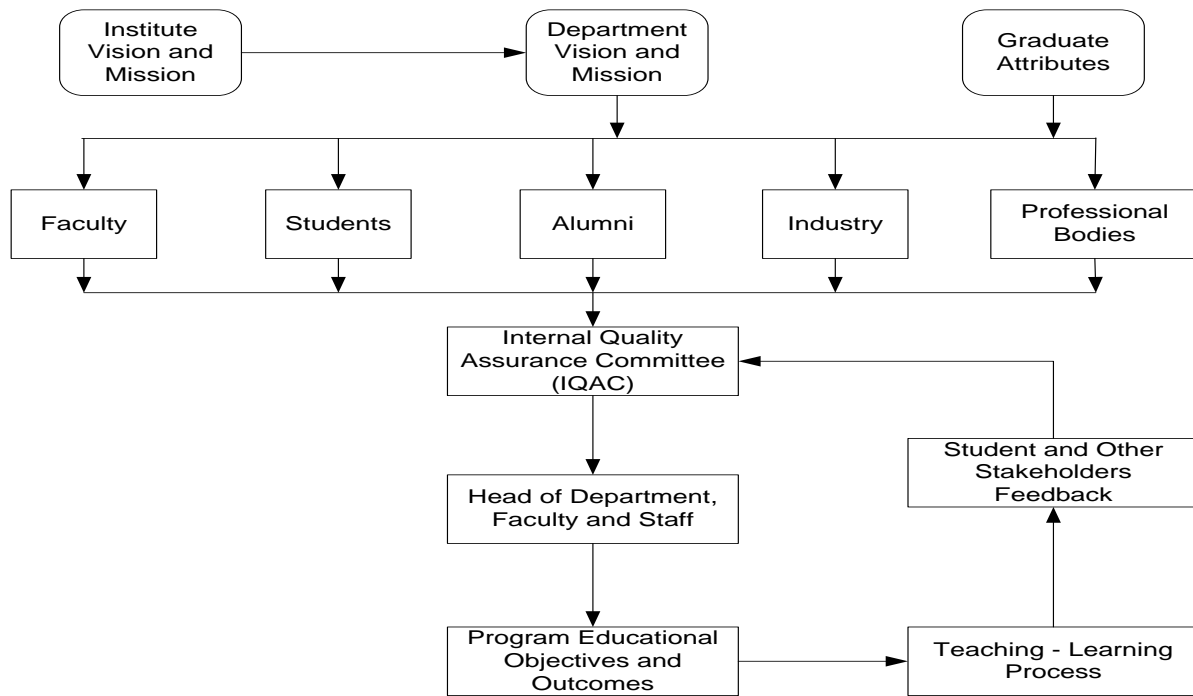 Institute
Vision and
Mission
Department
Vision and
Mission
Graduate
Attributes
Faculty
Students
Alumni
Industry
Professional
Bodies
Internal Quality
Assurance Committee
(IQAC)
Student and Other
Stakeholders
Feedback
Head of Department,
Faculty and Staff
Program Educational
Objectives and
Outcomes
Teaching - Learning
Process